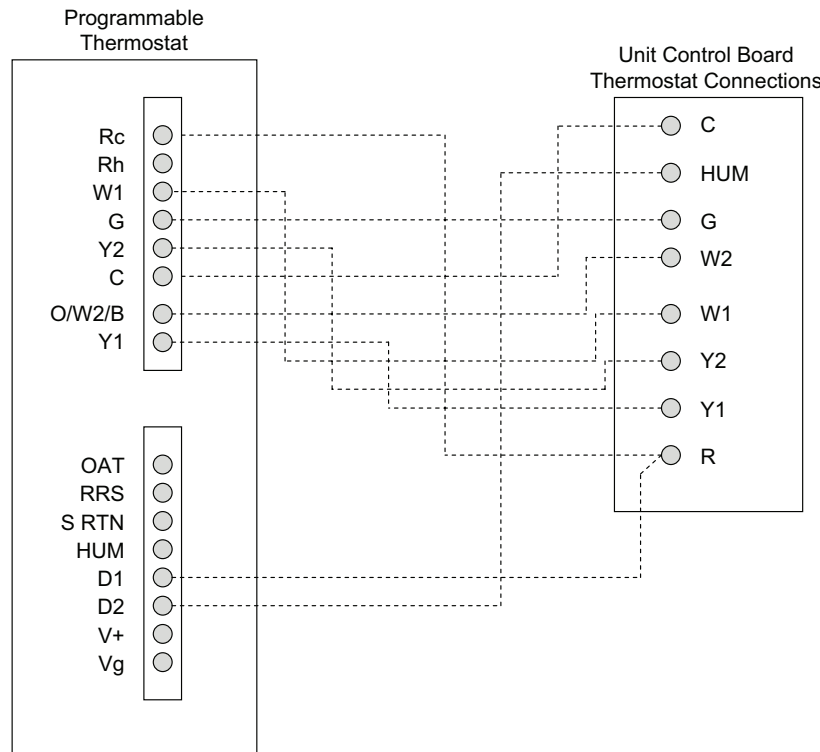 Programmable
Thermostat
Rc
Rh
W1
G
Y2
C
O/W2/B
Y1
OAT
RRS
S RTN
HUM
D1
D2
V+
Vg
Unit Control Board
Thermostat Connections
C
HUM
G
W2
W1
Y2
Y1
R